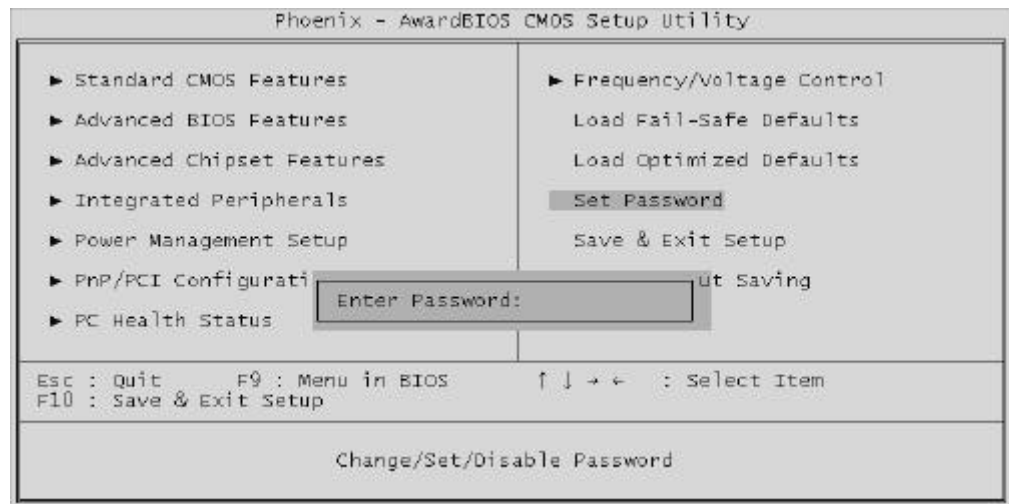 Phoenix - AwardBIOS CMOS Setup Utility
► Standard CMOS Features
► Advanced BIOS Features
► Advanced Chipset Features
► Integrated Peripherals
► Power Management Setup
► PnP/PCI Configurati
► PC Health Status
► Frequency/Voltage Control
Load Fail-Safe Defaults
Load Optimized Defaults
Set Password
Save & Exit Setup
ut Saving
Enter Password:
Esc : Quit F9 : Menu in BIOS ↑ ↓ → ← : Select Item
F10 : Save & Exit Setup
Change/Set/Disable Password